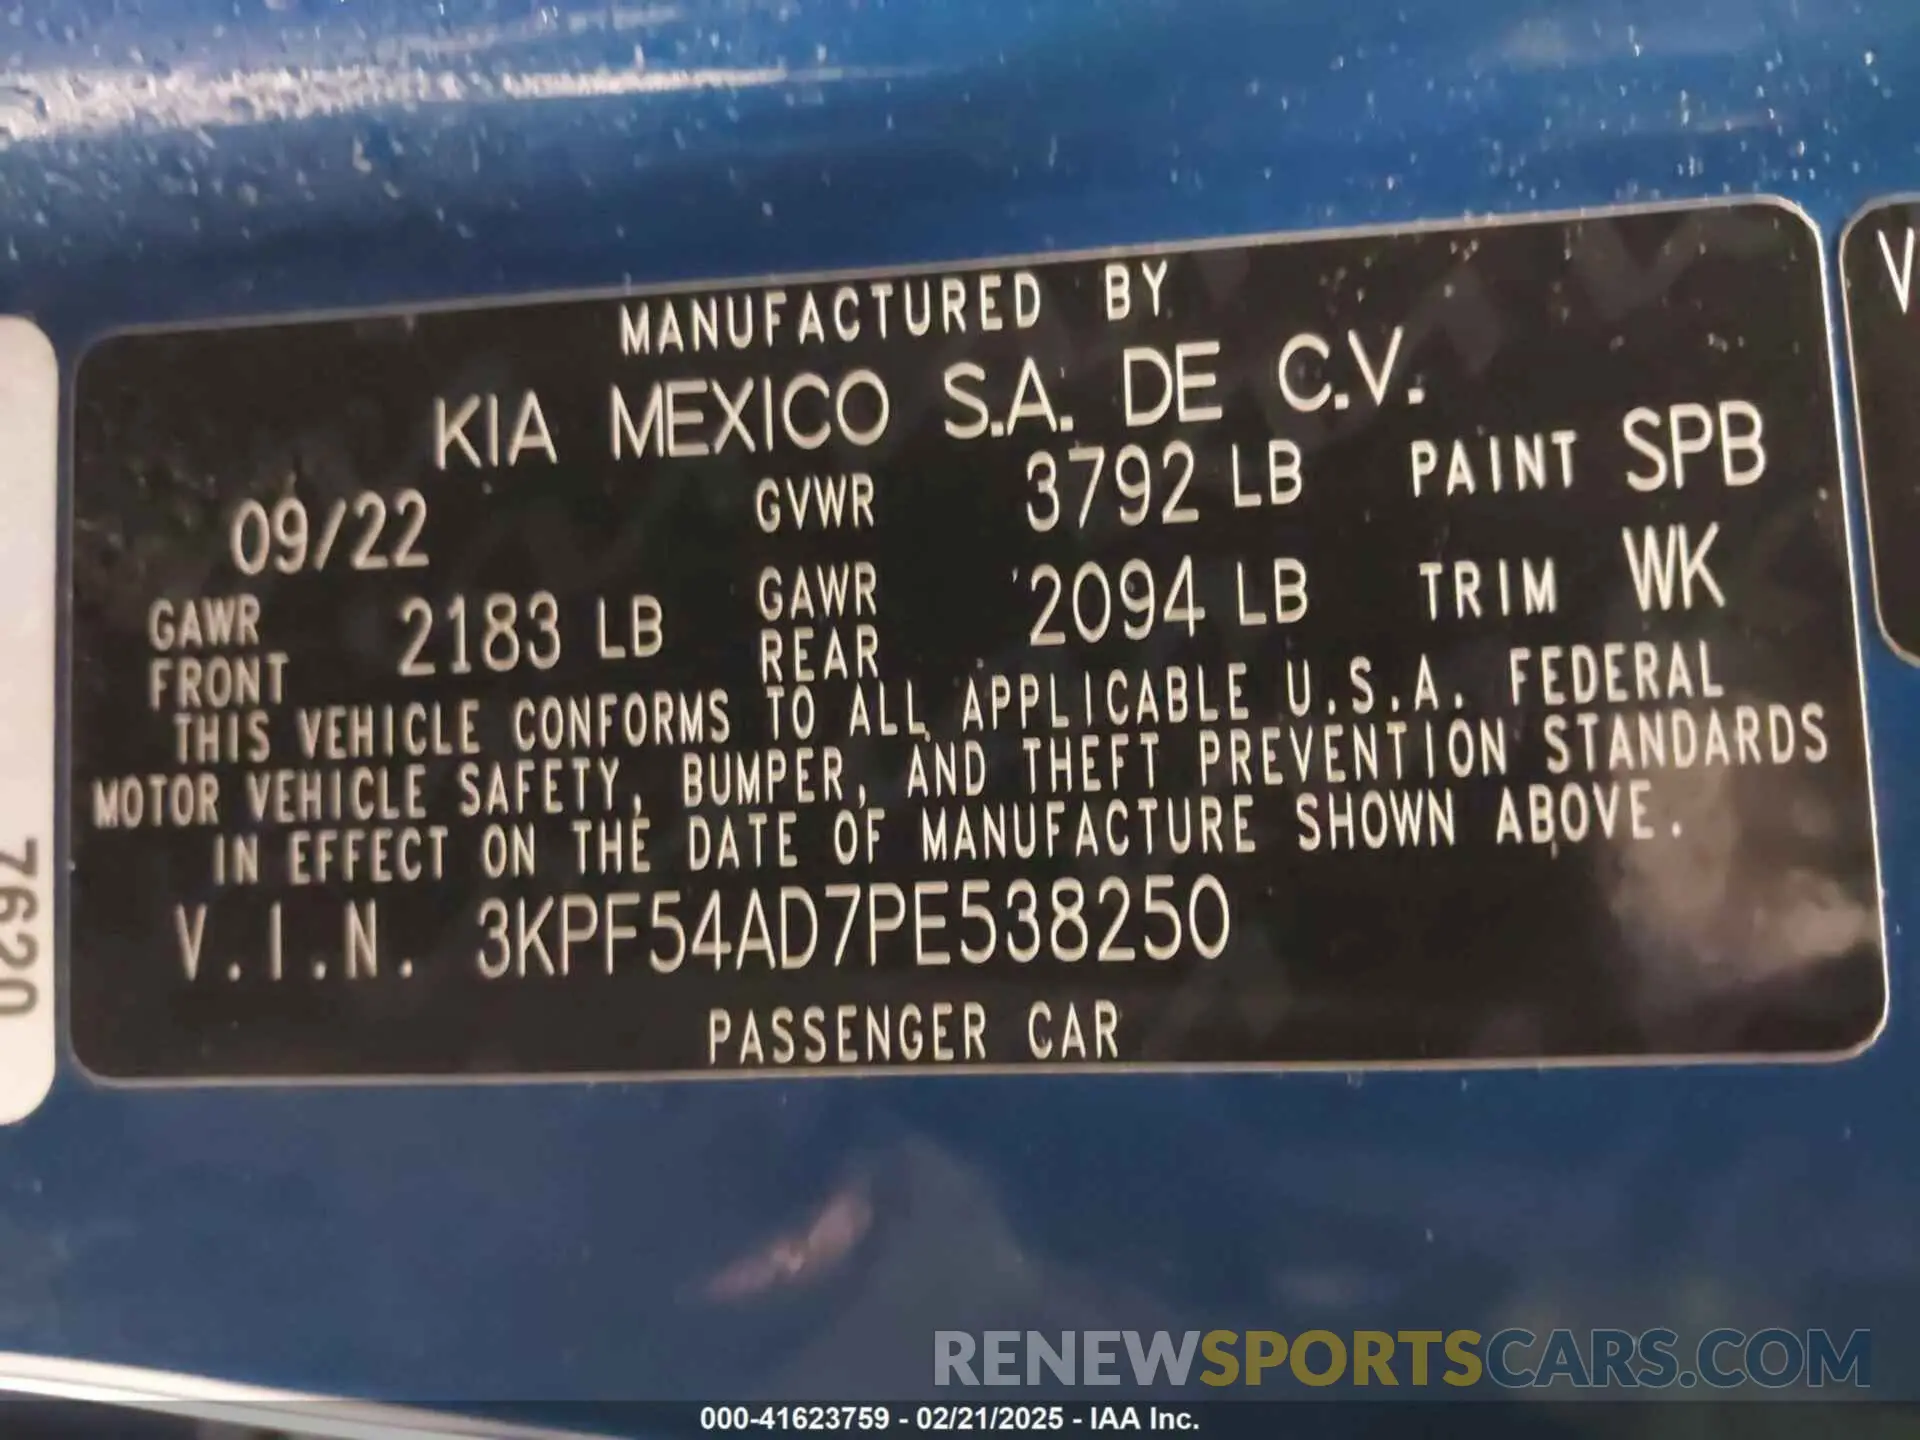 MANUFACTURED BY
KIA MEXICO S.A. DE C.V.
09/22 GVWR 3792 LB PAINT SPB
GAWR FRONT 2183 LB GAWR REAR 2094 LB TRIM WK
THIS VEHICLE CONFORMS TO ALL APPLICABLE U.S.A. FEDERAL
MOTOR VEHICLE SAFETY, BUMPER, AND THEFT PREVENTION STANDARDS
IN EFFECT ON THE DATE OF MANUFACTURE SHOWN ABOVE.
V.I.N. 3KPF54AD7PE538250
PASSENGER CAR
7620
V
RENEWSPORTSCARS.COM
000-41623759 - 02/21/2025 - IAA Inc.